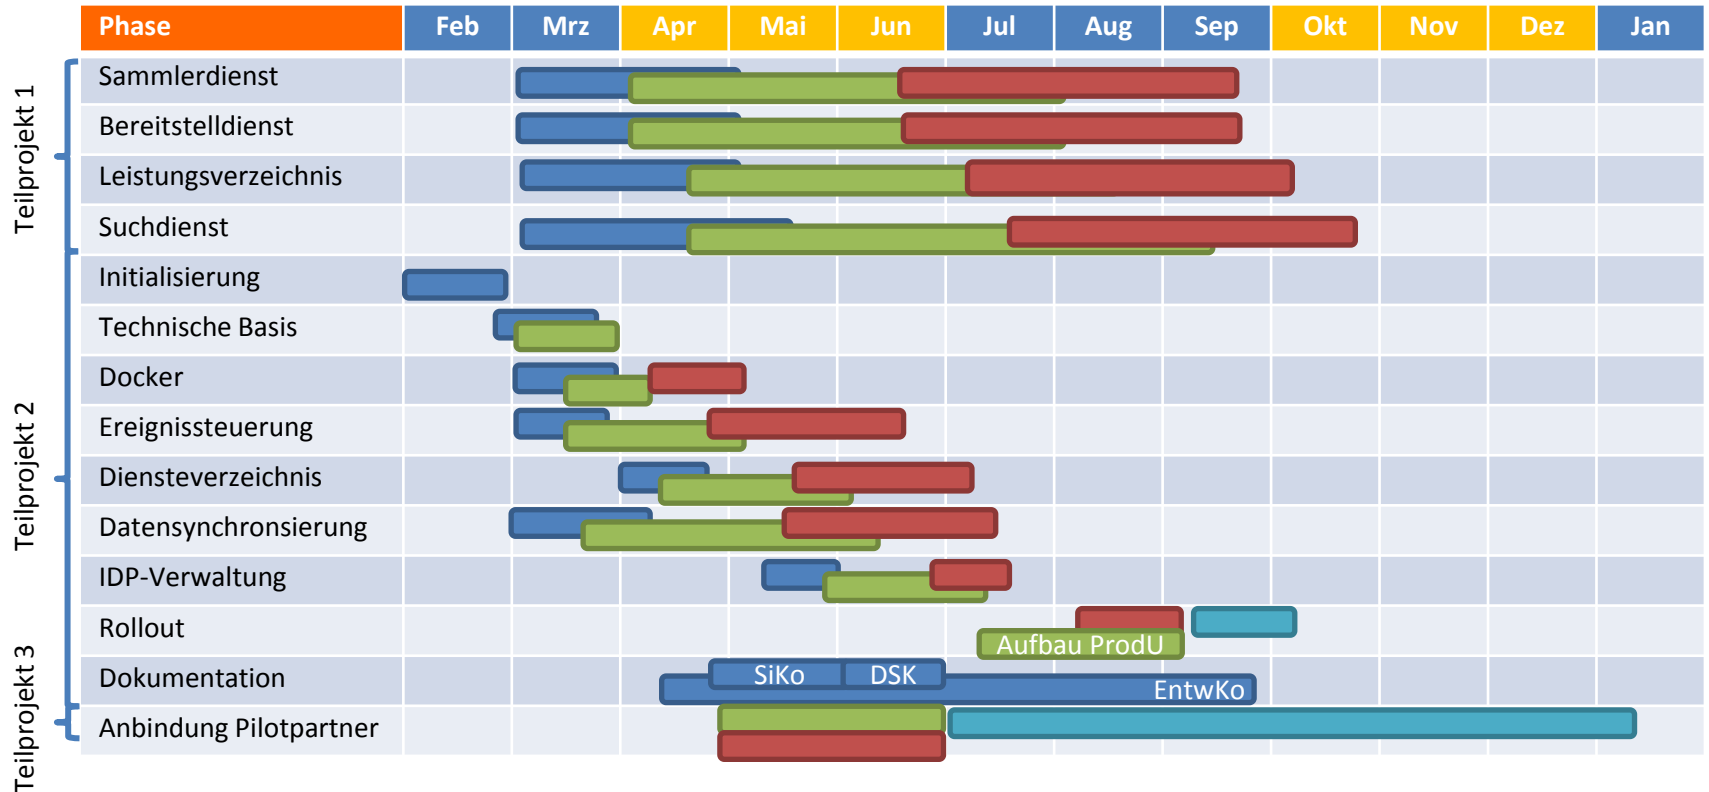 Phase Feb Mrz Apr Mai Jun Jul Aug Sep Okt Nov Dez Jan
Teilprojekt 1
Sammlerdienst
Bereitstelldienst
Leistungsverzeichnis
Suchdienst
Teilprojekt 2
Initialisierung
Technische Basis
Docker
Ereignissteuerung
Diensteverzeichnis
Datensynchronsierung
IDP-Verwaltung
Rollout
Aufbau ProdU
Dokumentation
SiKo DSK
EntwKo
Teilprojekt 3
Anbindung Pilotpartner